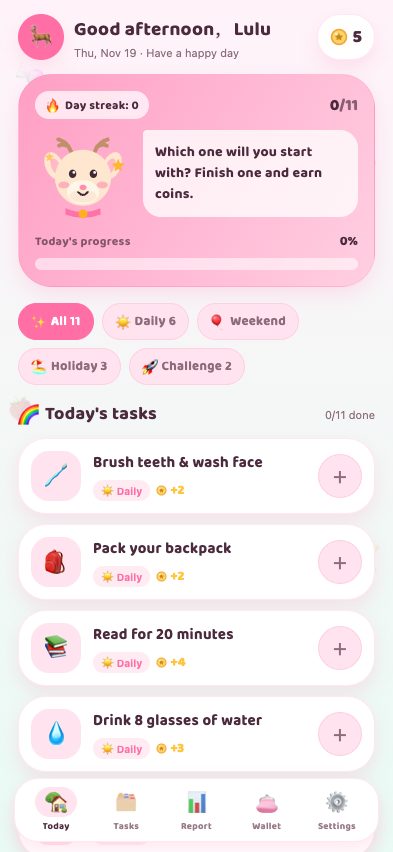 Good afternoon， Lulu
Thu, Nov 19 · Have a happy day
5
Day streak: 0
0/11
Which one will you start
with? Finish one and earn
coins.
Today's progress
0%
All 11
Daily 6
Weekend
Holiday 3
Challenge 2
Today's tasks
0/11 done
Brush teeth & wash face
Daily
+2
Pack your backpack
Daily
+2
Read for 20 minutes
Daily
+4
Drink 8 glasses of water
Daily
+3
Today
Tasks
Report
Wallet
Settings